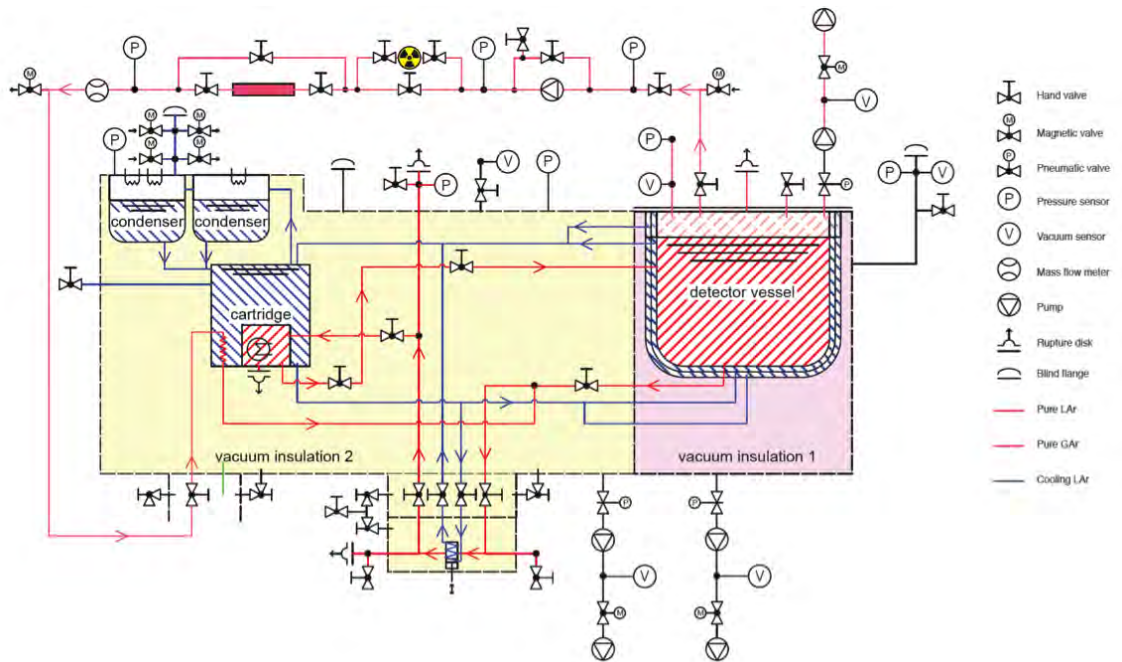 M
P
P
P
P
M
M
V
P
P
V
P
V
P
P
M
M
M
M
P
V
P
condenser
condenser
cartridge
detector vessel
vacuum insulation 2
vacuum insulation 1
P
P
V
V
M
M
Hand valve
M
Magnetic valve
P
Pneumatic valve
P
Pressure sensor
V
Vacuum sensor
Mass flow meter
Pump
Rupture disk
Blind flange
Pure LAr
Pure GAr
Cooling LAr